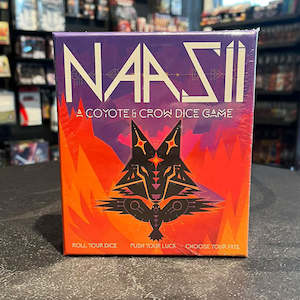 NAASII
A COYOTE & CROW DICE GAME
ROLL YOUR DICE PUSH YOUR LUCK CHOOSE YOUR PATH